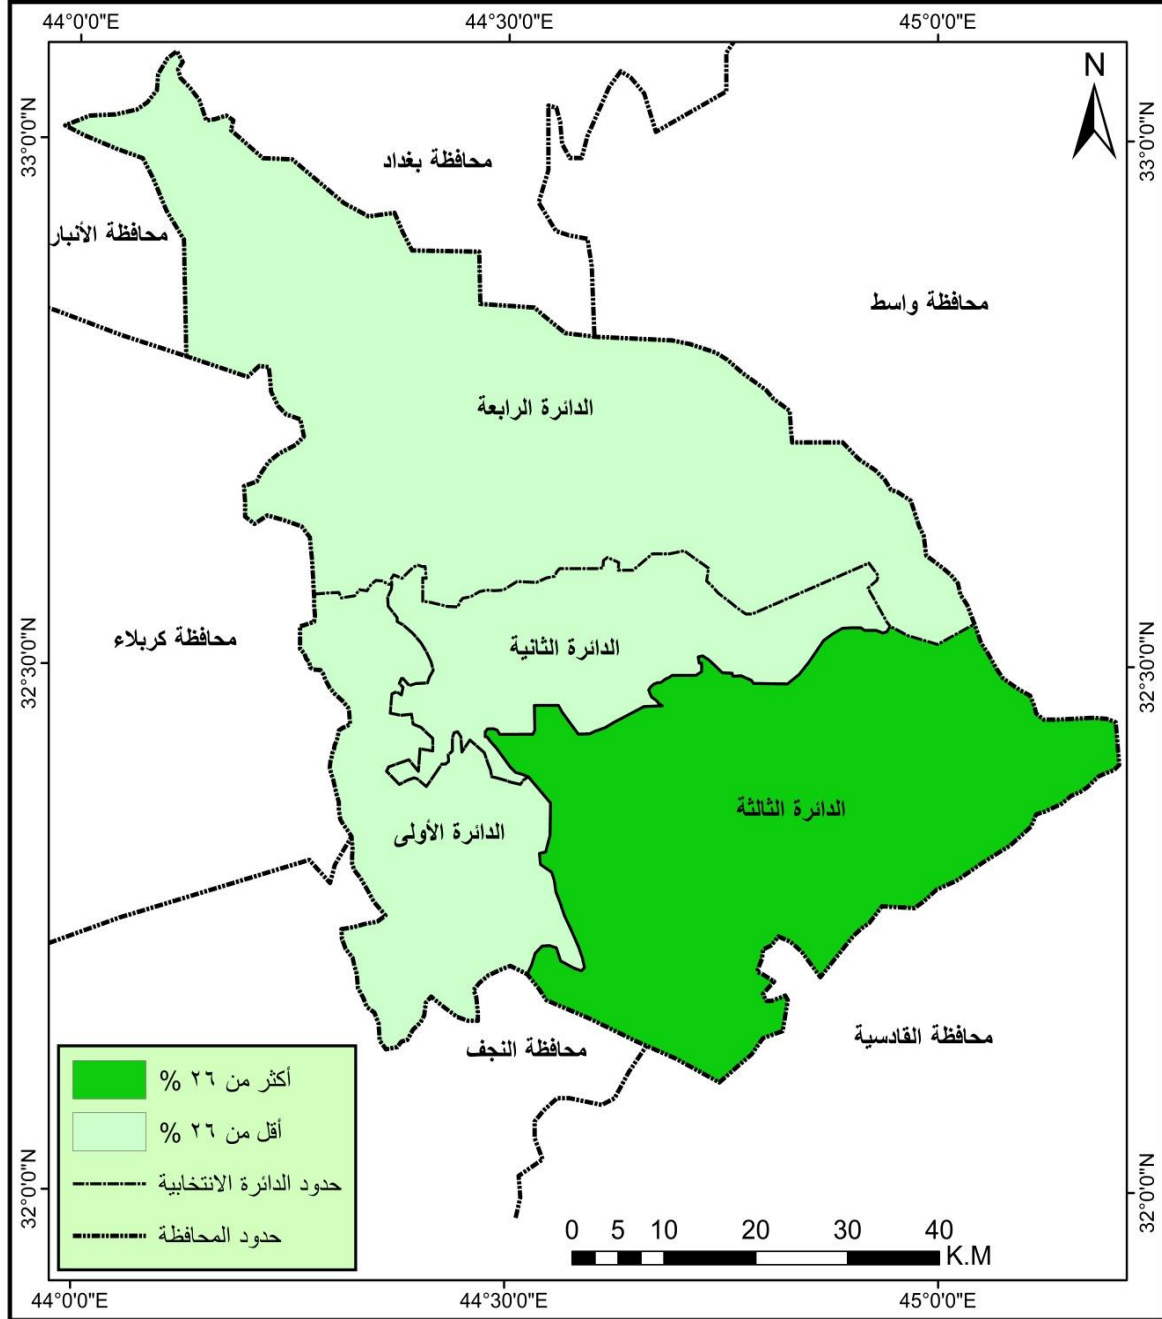 44°0'0"E
44°30'0"E
45°0'0"E
N
33°0'0"N
33°0'0"N
محافظة بغداد
محافظة الأنبار
محافظة واسط
الدائرة الرابعة
محافظة كربلاء
الدائرة الثانية
32°30'0"N
32°30'0"N
الدائرة الثالثة
الدائرة الأولى
محافظة القادسية
محافظة النجف
أكثر من ٢٦ %
أقل من ٢٦ %
حدود الدائرة الانتخابية
حدود المحافظة
32°0'0"N
32°0'0"N
0 5 10 20 30 40
K.M
44°0'0"E
44°30'0"E
45°0'0"E